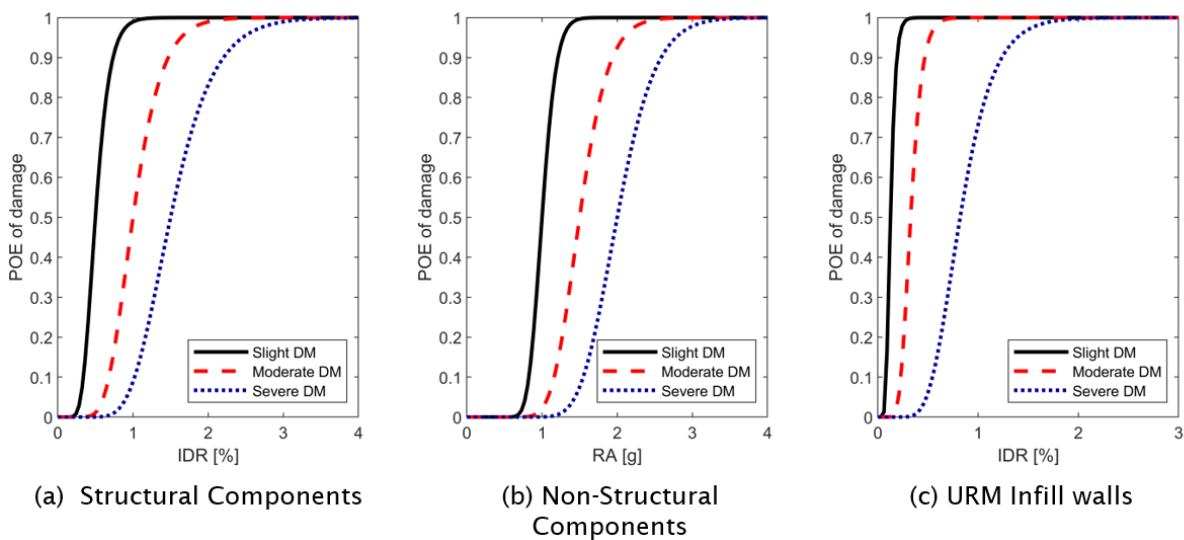 1
0.9
0.8
0.7
0.6
0.5
0.4
0.3
0.2
0.1
0
POE of damage
Slight DM
Moderate DM
Severe DM
0 1 2 3 4
IDR [%]
(a) Structural Components
1
0.9
0.8
0.7
0.6
0.5
0.4
0.3
0.2
0.1
0
POE of damage
Slight DM
Moderate DM
Severe DM
0 1 2 3 4
RA [g]
(b) Non-Structural
Components
1
0.9
0.8
0.7
0.6
0.5
0.4
0.3
0.2
0.1
0
POE of damage
Slight DM
Moderate DM
Severe DM
0 1 2 3
IDR [%]
(c) URM Infill walls